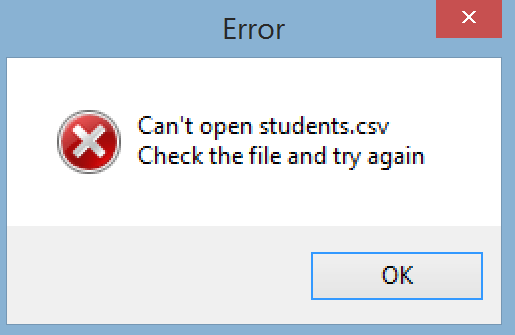 Error
Can't open students.csv
Check the file and try again
OK